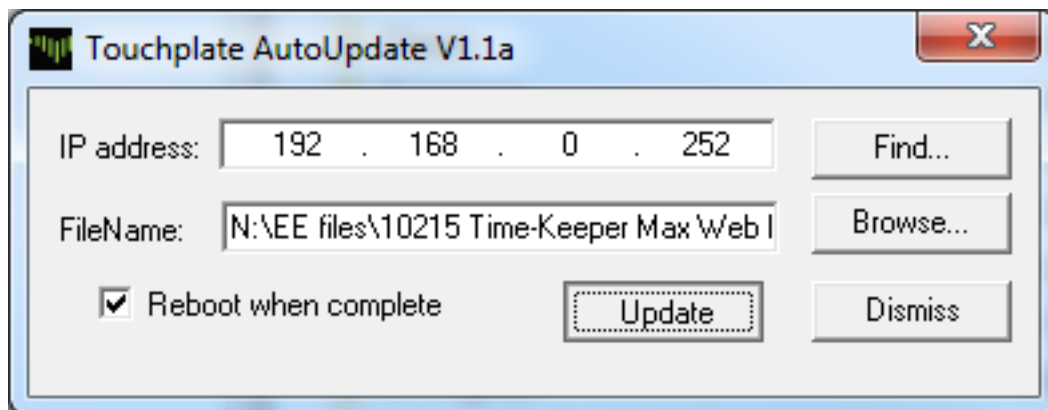 Touchplate AutoUpdate V1.1a
IP address: 192 . 168 . 0 . 252 Find...
FileName: N:\EE files\10215 Time-Keeper Max Web Browse...
Reboot when complete Update Dismiss